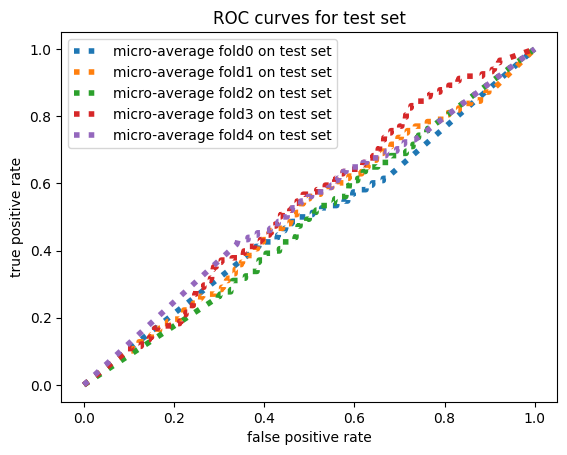 ROC curves for test set
micro-average fold0 on test set
micro-average fold1 on test set
micro-average fold2 on test set
micro-average fold3 on test set
micro-average fold4 on test set
true positive rate
1.0
0.8
0.6
0.4
0.2
0.0
0.0 0.2 0.4 0.6 0.8 1.0
false positive rate